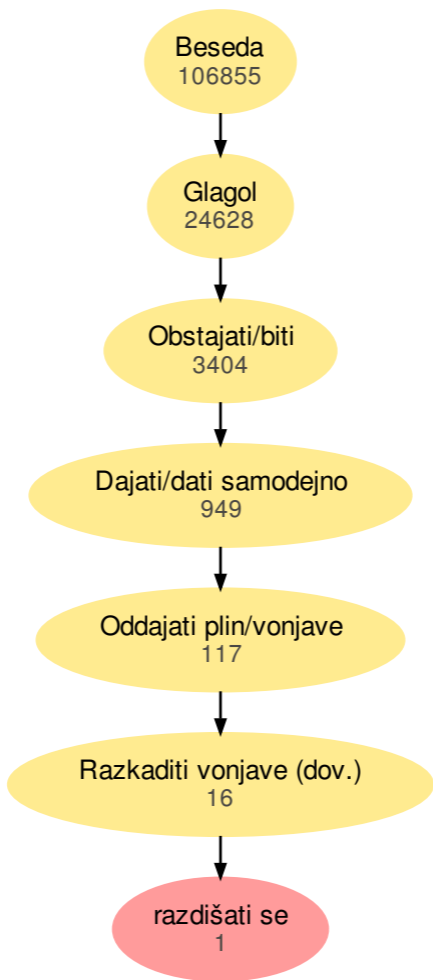 Beseda
106855
Glagol
24628
Obstajati/biti
3404
Dajati/dati samodejno
949
Oddajati plin/vonjave
117
Razkaditi vonjave (dov.)
16
razdišati se
1